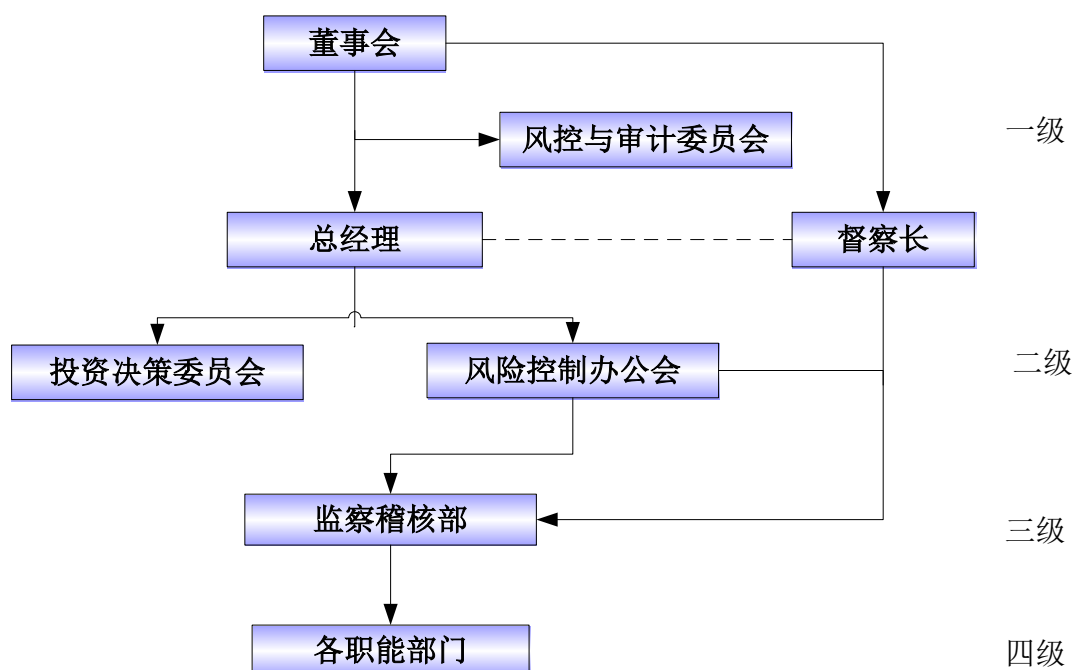 董事会
风控与审计委员会
一级
总经理
督察长
投资决策委员会
风险控制办公会
二级
监察稽核部
三级
各职能部门
四级